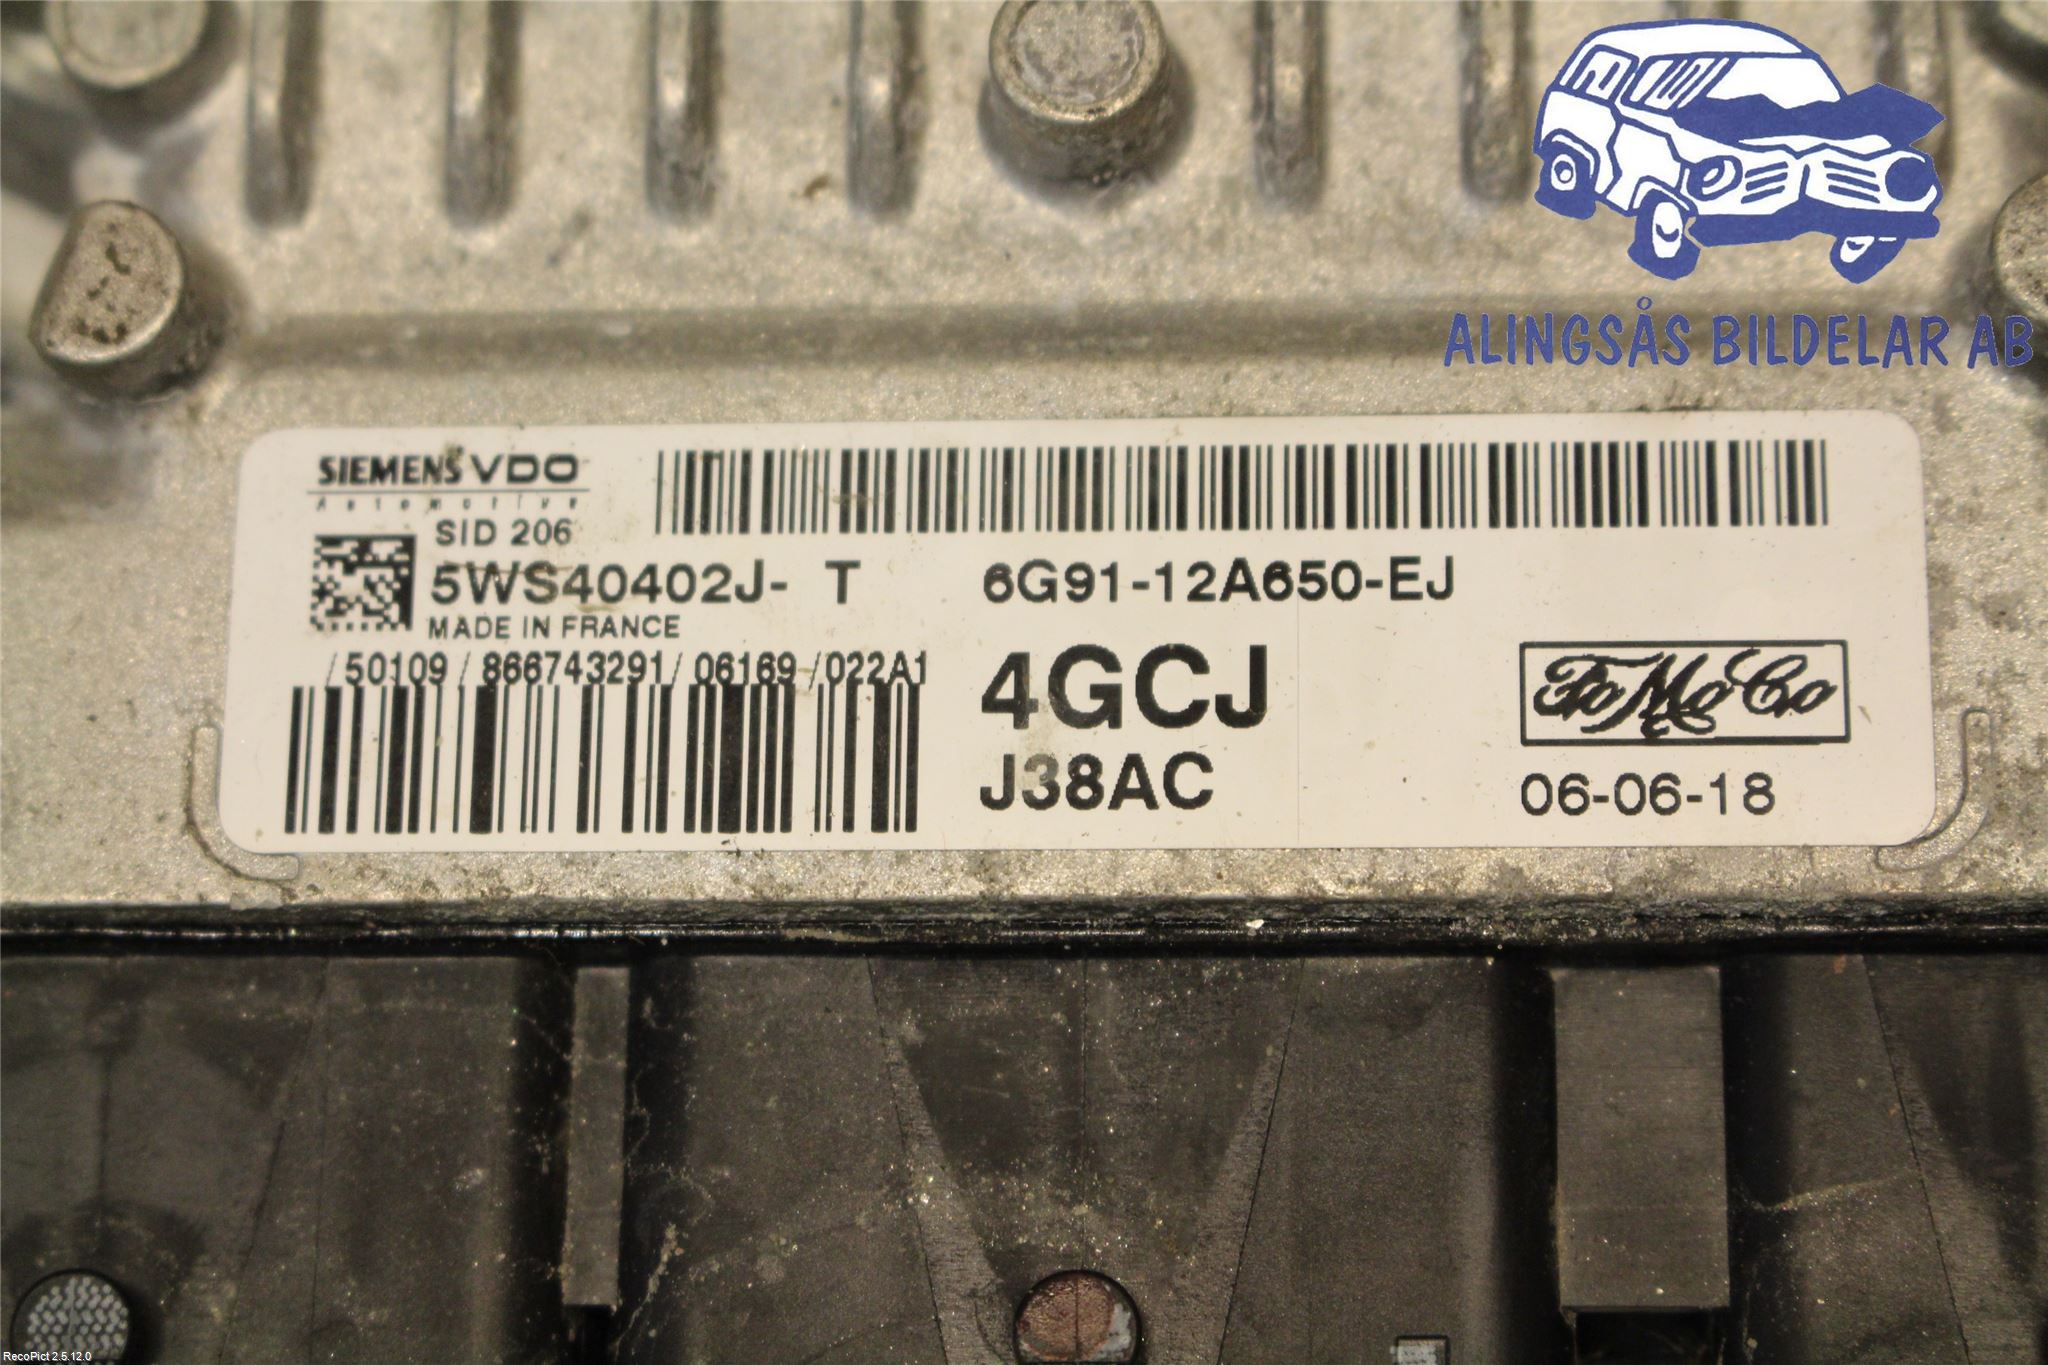 ALINGSÅS BILDELAR AB
SIEMENS VDO
Automotive
SID 206
5WS40402J- T 6G91-12A650-EJ
MADE IN FRANCE
/50109/866743291/06169/022A1
4GCJ
J38AC
FoMoCo
06-06-18
RecoPict 2.5.12.0